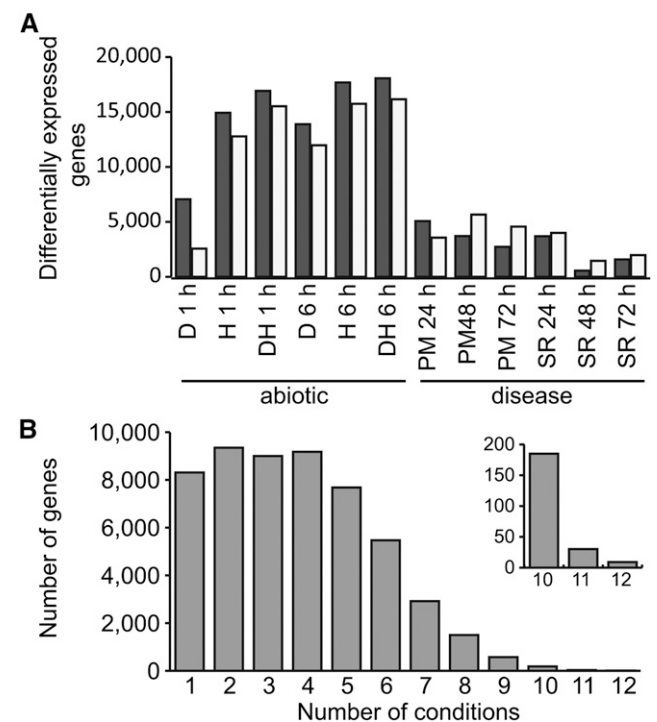 A
Differentially expressed
genes
20,000
15,000
10,000
5,000
0
D 1 h
H 1 h
DH 1 h
D 6 h
H 6 h
DH 6 h
PM 24 h
PM48 h
PM 72 h
SR 24 h
SR 48 h
SR 72 h
abiotic
disease
B
Number of genes
10,000
8,000
6,000
4,000
2,000
0
1 2 3 4 5 6 7 8 9 10 11 12
Number of conditions
200
150
100
50
0
10 11 12